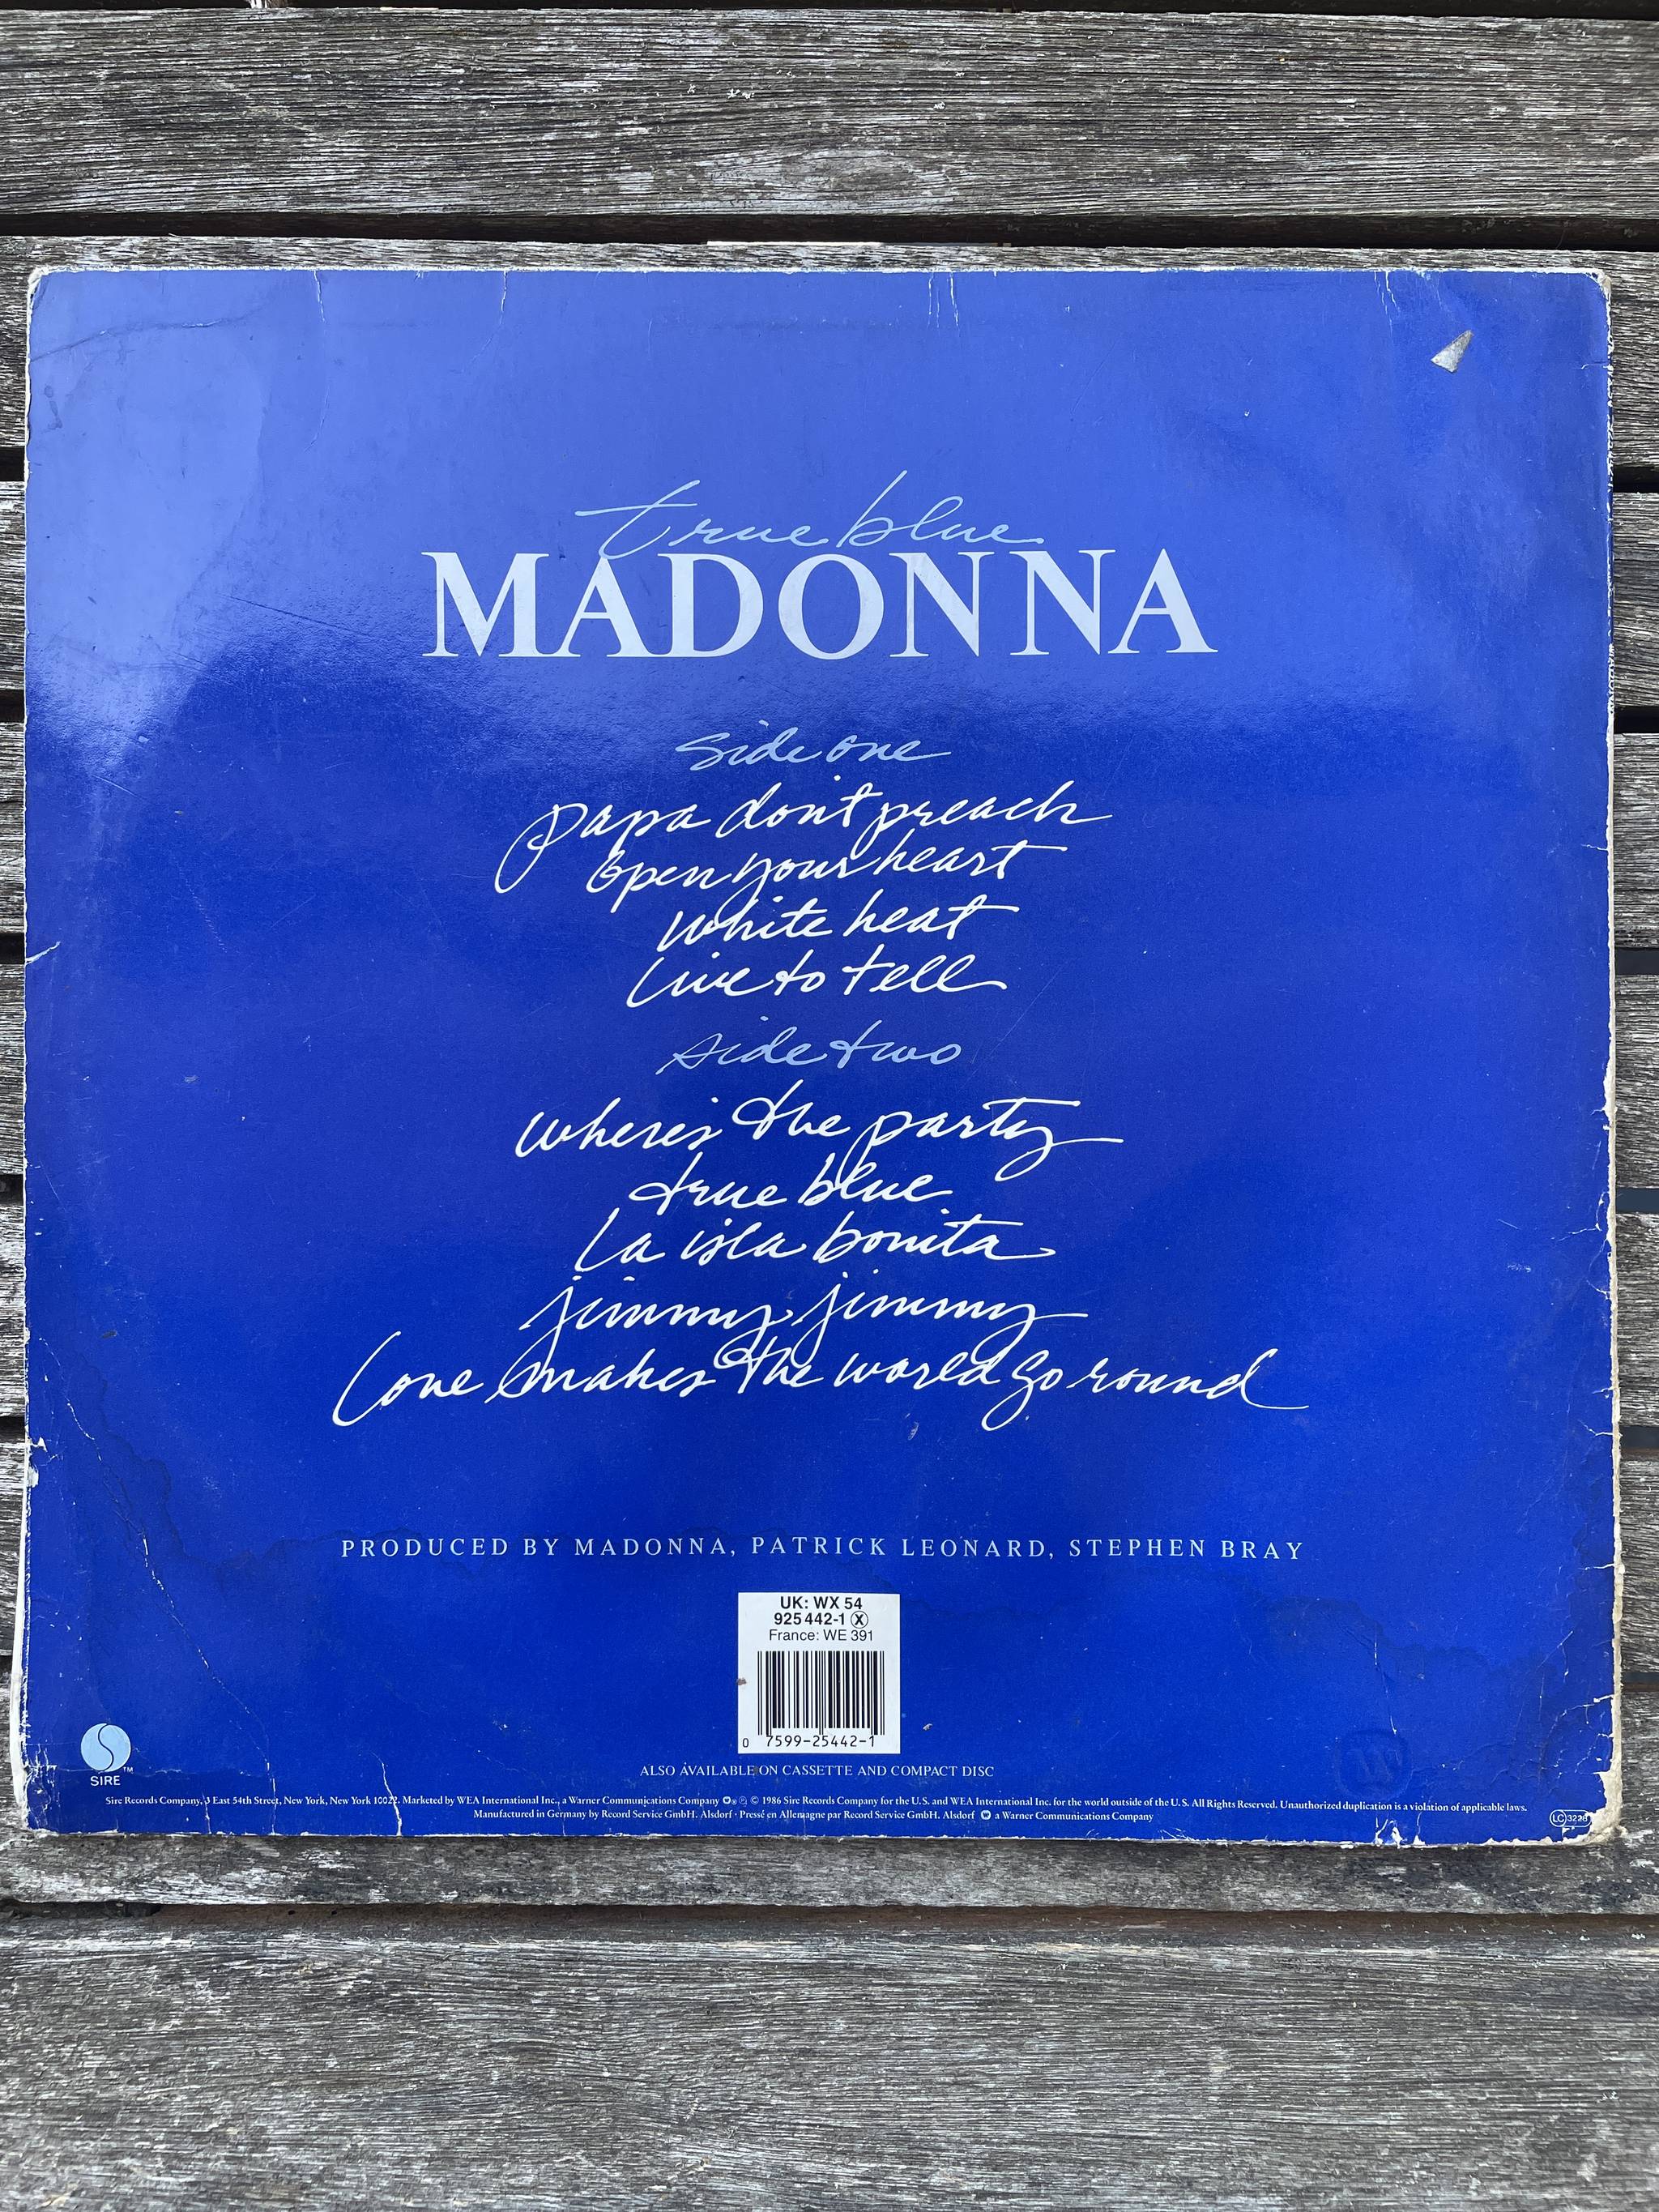 true blue
MADONNA
side one
papa don't preach
open your heart
white heat
live to tell
side two
where's the party
true blue
la isla bonita
jimmy jimmy
love makes the world go round
PRODUCED BY MADONNA, PATRICK LEONARD, STEPHEN BRAY
UK: WX 54
925 442-1 Ⓧ
France: WE 391
0 7599-25442-1
ALSO AVAILABLE ON CASSETTE AND COMPACT DISC
SIRE™
Sire Records Company, 3 East 54th Street, New York, New York 10022. Marketed by WEA International Inc., a Warner Communications Company ® ℗ © 1986 Sire Records Company for the U.S. and WEA International Inc. for the world outside of the U.S. All Rights Reserved. Unauthorized duplication is a violation of applicable laws.
Manufactured in Germany by Record Service GmbH. Alsdorf · Pressé en Allemagne par Record Service GmbH. Alsdorf a Warner Communications Company
LC 3228